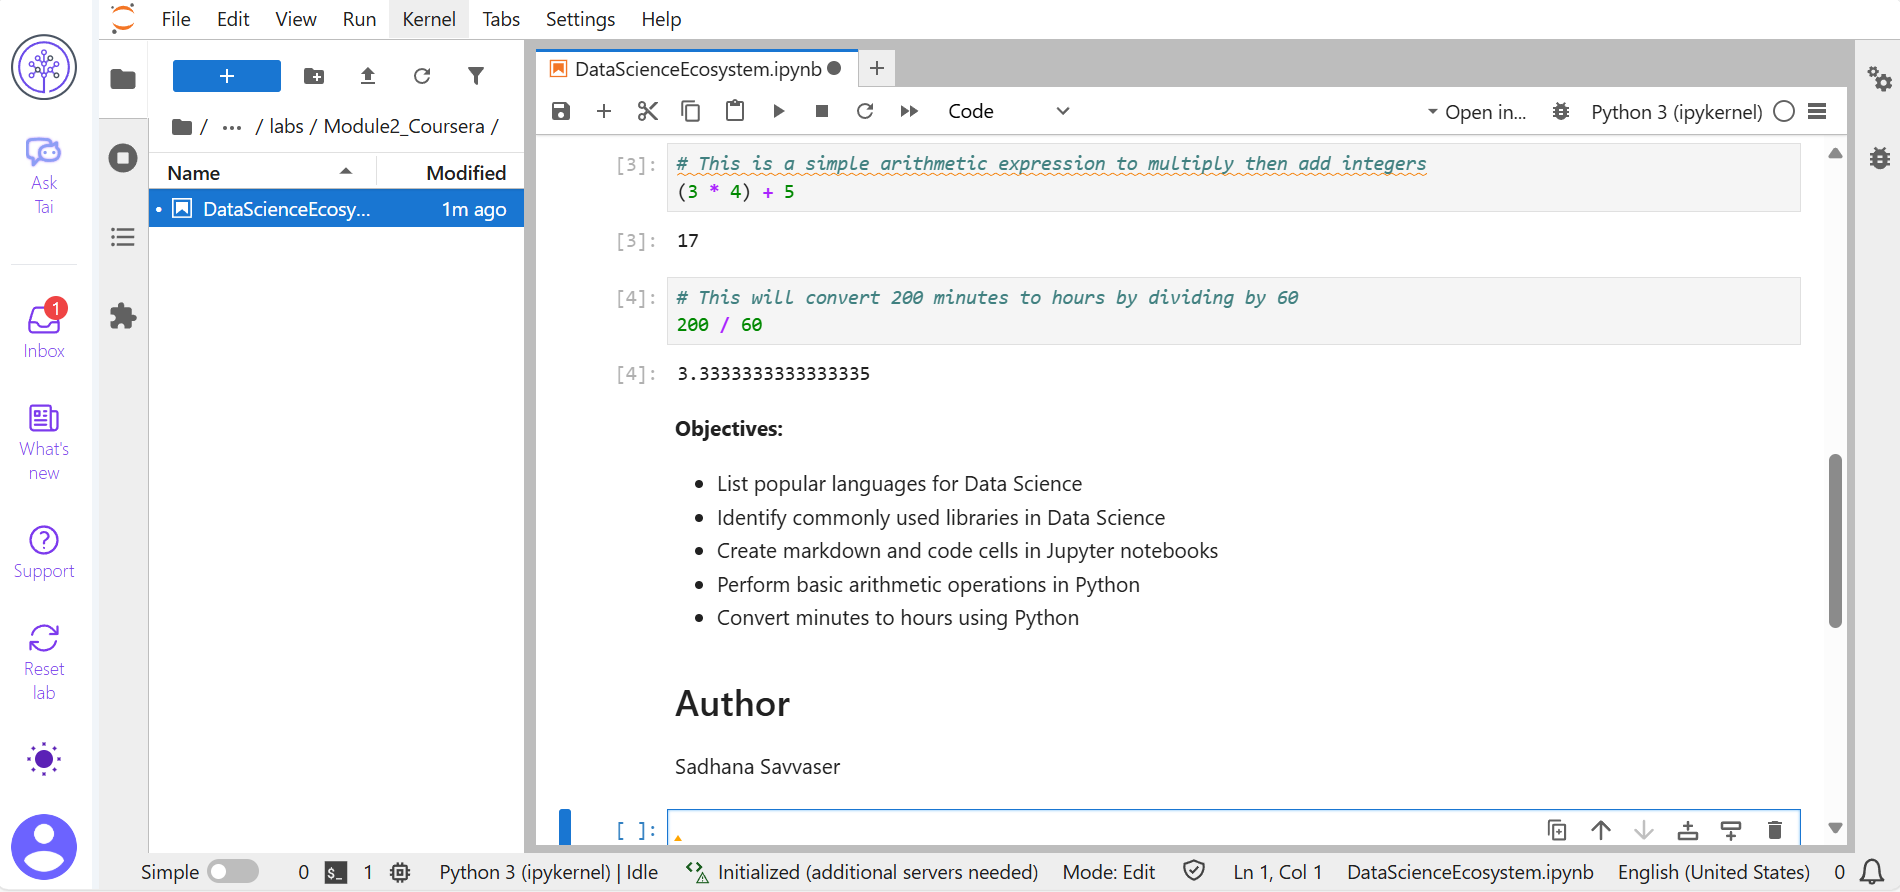 File Edit View Run Kernel Tabs Settings Help
Ask
Tai
1
Inbox
What's
new
Support
Reset
lab
/ ... / labs / Module2_Coursera /
Name Modified
DataScienceEcosy... 1m ago
DataScienceEcosystem.ipynb
Code
Open in...
Python 3 (ipykernel)
[3]: # This is a simple arithmetic expression to multiply then add integers
(3 * 4) + 5
[3]: 17
[4]: # This will convert 200 minutes to hours by dividing by 60
200 / 60
[4]: 3.3333333333333335
Objectives:
• List popular languages for Data Science
• Identify commonly used libraries in Data Science
• Create markdown and code cells in Jupyter notebooks
• Perform basic arithmetic operations in Python
• Convert minutes to hours using Python
Author
Sadhana Savvaser
[ ]:
Simple 0 $_ 1 Python 3 (ipykernel) | Idle Initialized (additional servers needed) Mode: Edit Ln 1, Col 1 DataScienceEcosystem.ipynb English (United States) 0